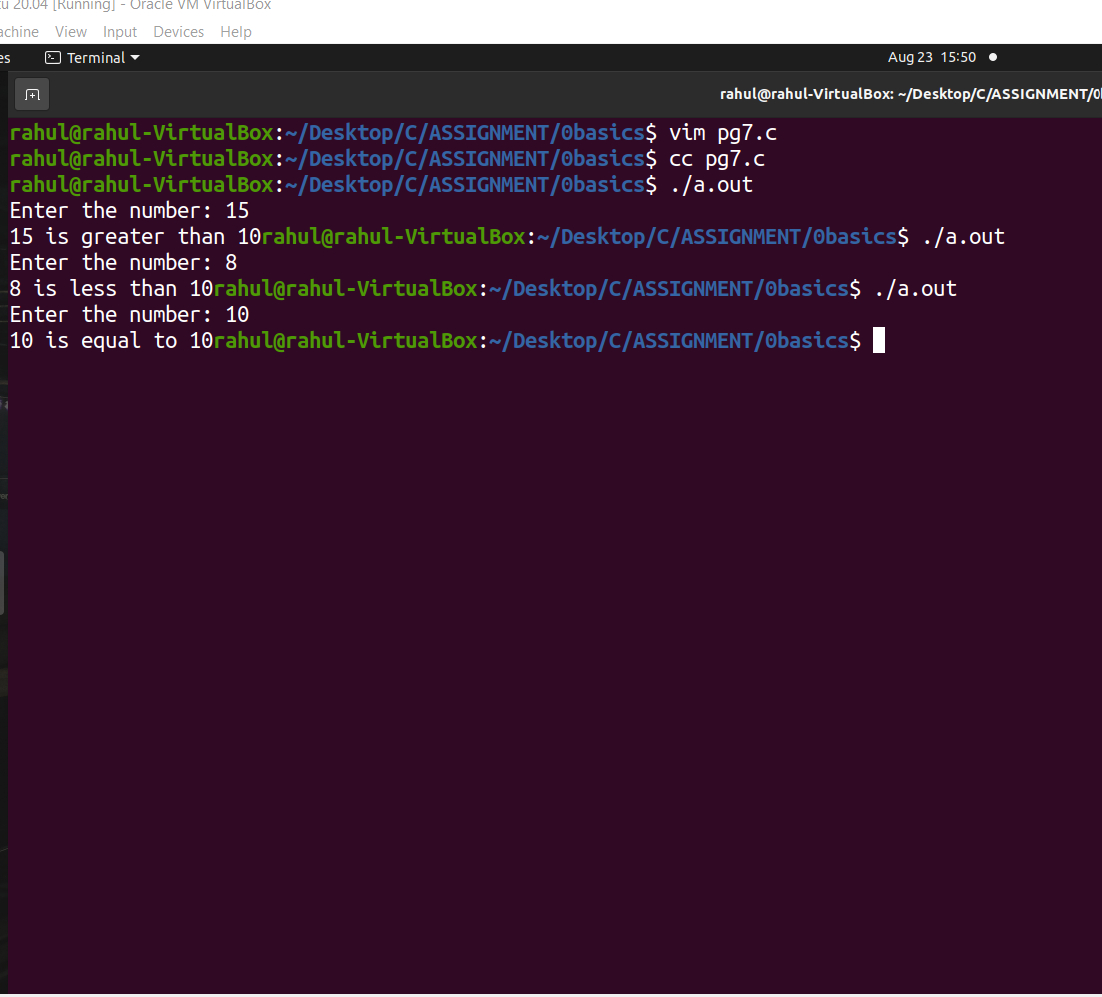 20.04 [Running] - Oracle VM VirtualBox
View Input Devices Help
Terminal Aug 23 15:50
rahul@rahul-VirtualBox: ~/Desktop/C/ASSIGNMENT/0
rahul@rahul-VirtualBox:~/Desktop/C/ASSIGNMENT/0basics$ vim pg7.c
rahul@rahul-VirtualBox:~/Desktop/C/ASSIGNMENT/0basics$ cc pg7.c
rahul@rahul-VirtualBox:~/Desktop/C/ASSIGNMENT/0basics$ ./a.out
Enter the number: 15
15 is greater than 10rahul@rahul-VirtualBox:~/Desktop/C/ASSIGNMENT/0basics$ ./a.out
Enter the number: 8
8 is less than 10rahul@rahul-VirtualBox:~/Desktop/C/ASSIGNMENT/0basics$ ./a.out
Enter the number: 10
10 is equal to 10rahul@rahul-VirtualBox:~/Desktop/C/ASSIGNMENT/0basics$